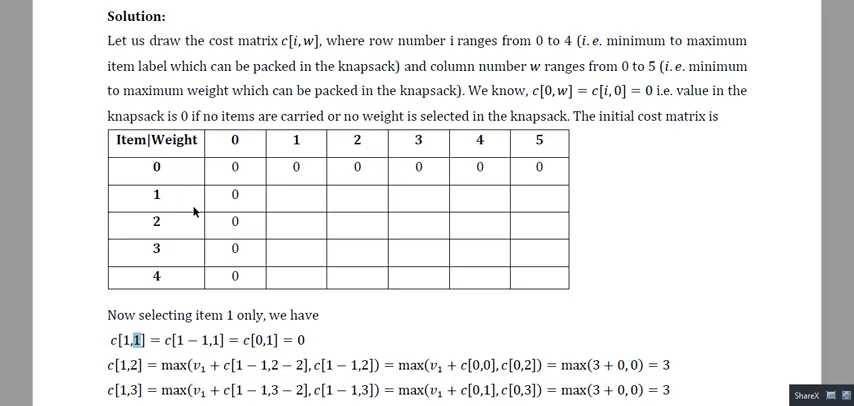 Solution:
Let us draw the cost matrix c[i, w], where row number i ranges from 0 to 4 (i. e. minimum to maximum
item label which can be packed in the knapsack) and column number w ranges from 0 to 5 (i. e. minimum
to maximum weight which can be packed in the knapsack). We know, c[0, w] = c[i, 0] = 0 i.e. value in the
knapsack is 0 if no items are carried or no weight is selected in the knapsack. The initial cost matrix is
Item|Weight 0 1 2 3 4 5
0 0 0 0 0 0 0
1 0
2 0
3 0
4 0
Now selecting item 1 only, we have
c[1,1] = c[1 − 1,1] = c[0,1] = 0
c[1,2] = max(v₁ + c[1 − 1,2 − 2], c[1 − 1,2]) = max(v₁ + c[0,0], c[0,2]) = max(3 + 0, 0) = 3
c[1,3] = max(v₁ + c[1 − 1,3 − 2], c[1 − 1,3]) = max(v₁ + c[0,1], c[0,3]) = max(3 + 0, 0) = 3
ShareX